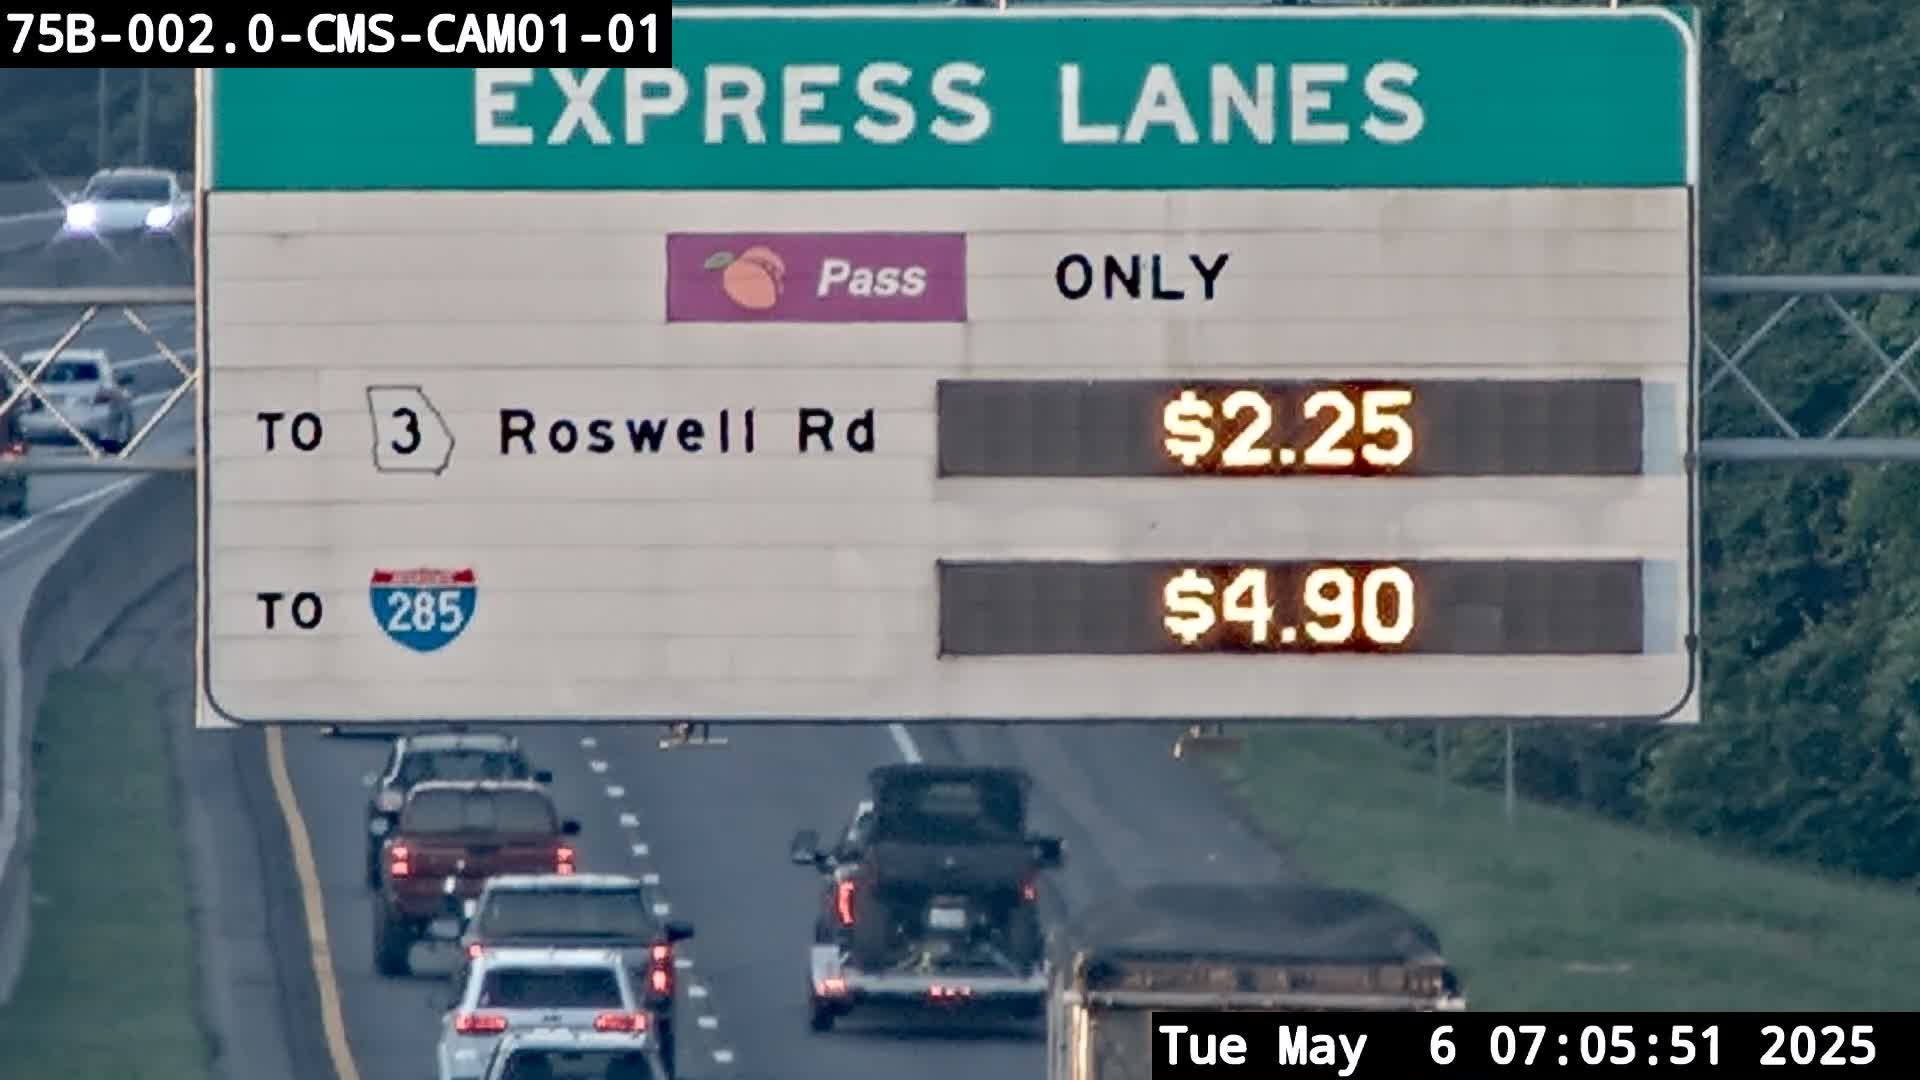 75B-002.0-CMS-CAM01-01
EXPRESS LANES
Pass ONLY
TO 3 Roswell Rd $2.25
TO 285 $4.90
Tue May 6 07:05:51 2025